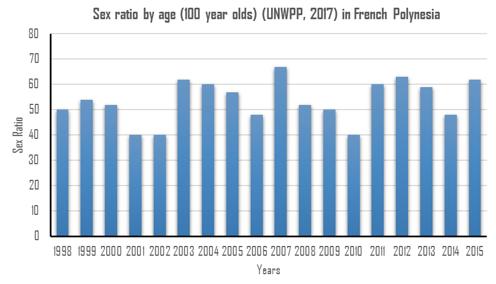 Sex ratio by age (100 year olds) (UNWPP, 2017) in French Polynesia
80
70
60
50
40
30
20
10
0
Sex Ratio
1998 1999 2000 2001 2002 2003 2004 2005 2006 2007 2008 2009 2010 2011 2012 2013 2014 2015
Years